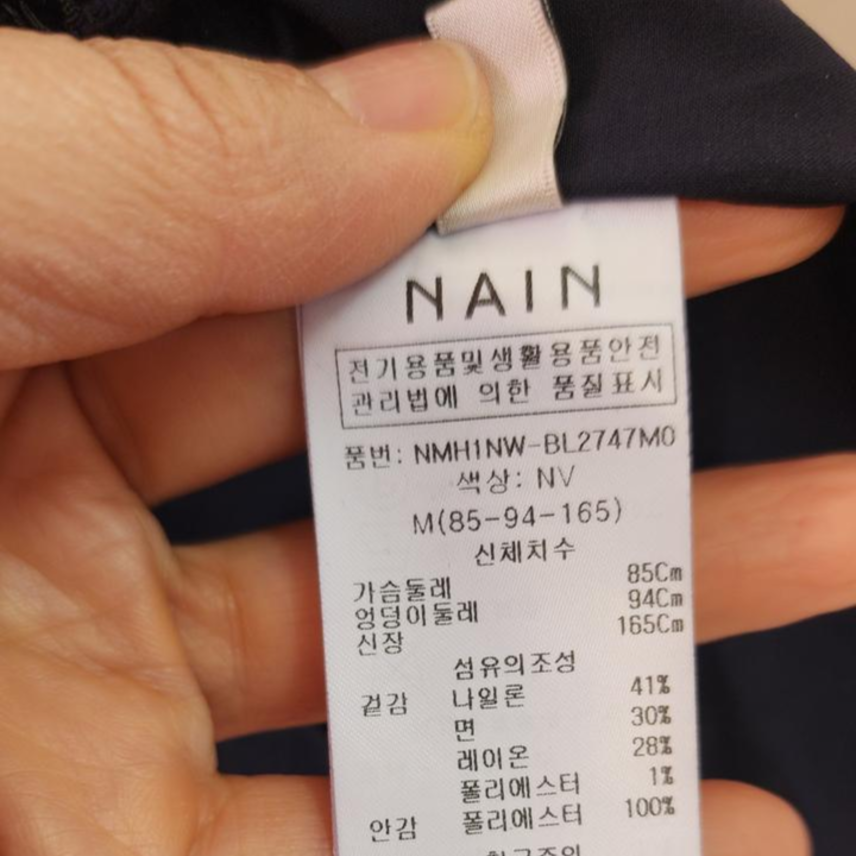 NAIN
전기용품및생활용품안전
관리법에 의한 품질표시
품번: NMH1NW-BL2747M0
색상: NV
M(85-94-165)
신체치수
가슴둘레 85Cm
엉덩이둘레 94Cm
신장 165Cm
섬유의조성
겉감 나일론 41%
면 30%
레이온 28%
폴리에스터 1%
안감 폴리에스터 100%